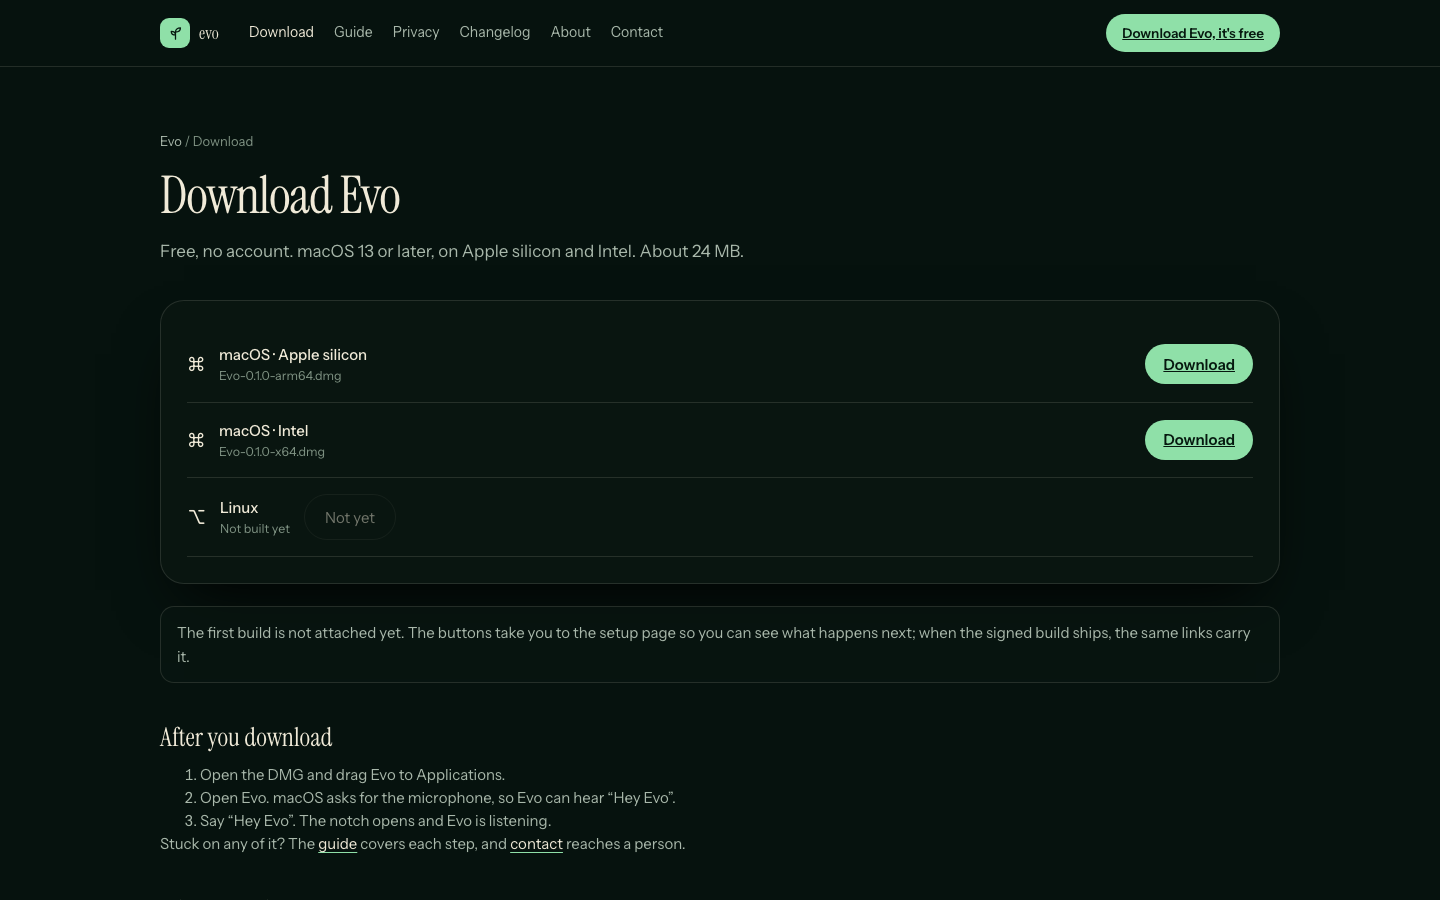 evo
Download
Guide
Privacy
Changelog
About
Contact
Download Evo, it's free
Evo / Download
Download Evo
Free, no account. macOS 13 or later, on Apple silicon and Intel. About 24 MB.
⌘ macOS · Apple silicon
Evo-0.1.0-arm64.dmg
Download
⌘ macOS · Intel
Evo-0.1.0-x64.dmg
Download
⌥ Linux
Not built yet
Not yet
The first build is not attached yet. The buttons take you to the setup page so you can see what happens next; when the signed build ships, the same links carry
it.
After you download
1. Open the DMG and drag Evo to Applications.
2. Open Evo. macOS asks for the microphone, so Evo can hear “Hey Evo”.
3. Say “Hey Evo”. The notch opens and Evo is listening.
Stuck on any of it? The guide covers each step, and contact reaches a person.